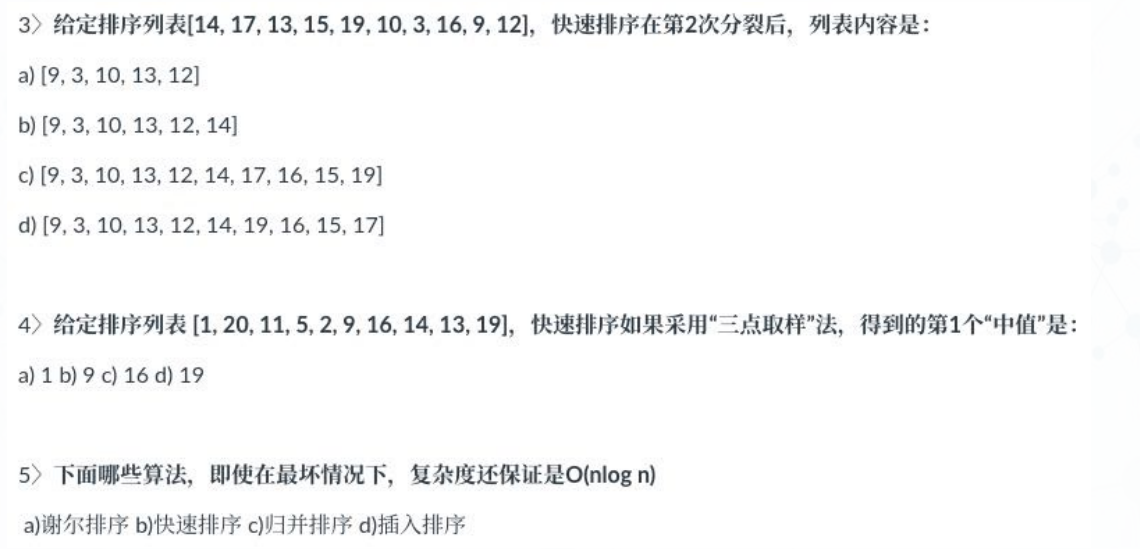 3〉给定排序列表[14, 17, 13, 15, 19, 10, 3, 16, 9, 12]，快速排序在第2次分裂后，列表内容是：
a) [9, 3, 10, 13, 12]
b) [9, 3, 10, 13, 12, 14]
c) [9, 3, 10, 13, 12, 14, 17, 16, 15, 19]
d) [9, 3, 10, 13, 12, 14, 19, 16, 15, 17]
4〉给定排序列表 [1, 20, 11, 5, 2, 9, 16, 14, 13, 19]，快速排序如果采用“三点取样”法，得到的第1个“中值”是：
a) 1 b) 9 c) 16 d) 19
5〉下面哪些算法，即使在最坏情况下，复杂度还保证是O(nlog n)
a)谢尔排序 b)快速排序 c)归并排序 d)插入排序